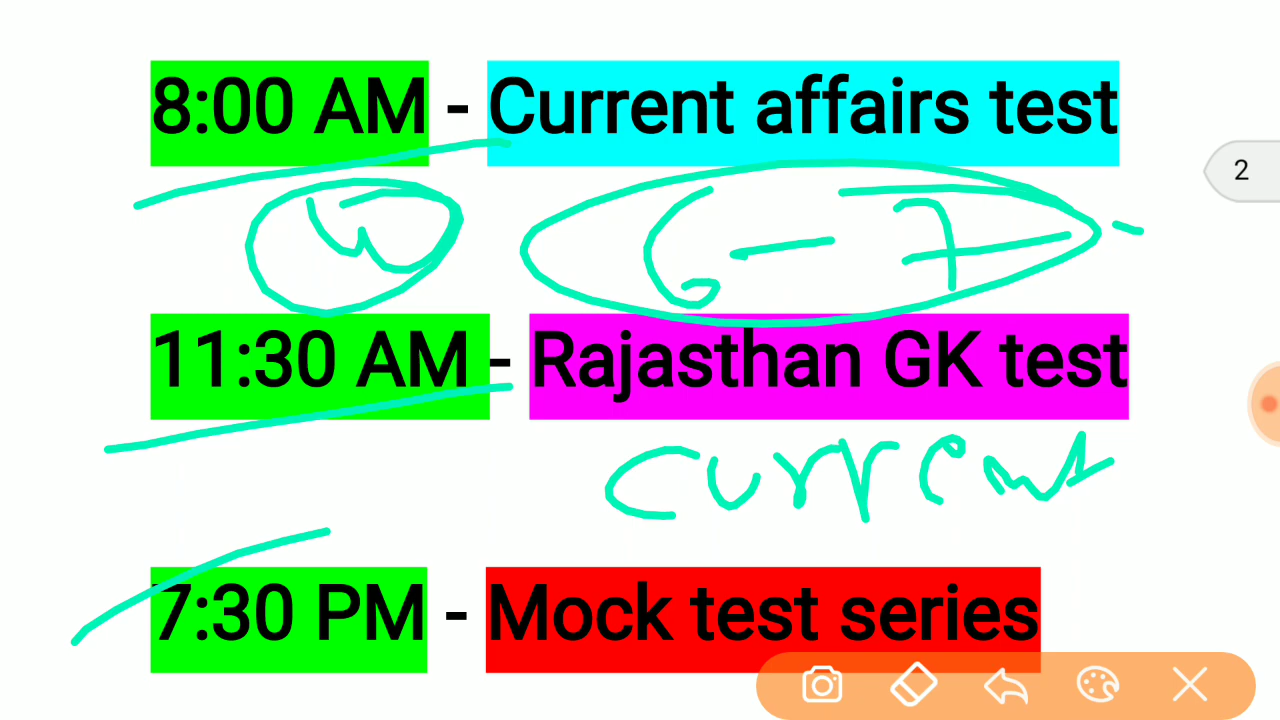 8:00 AM - Current affairs test
6-7
2
11:30 AM - Rajasthan GK test
current
7:30 PM - Mock test series